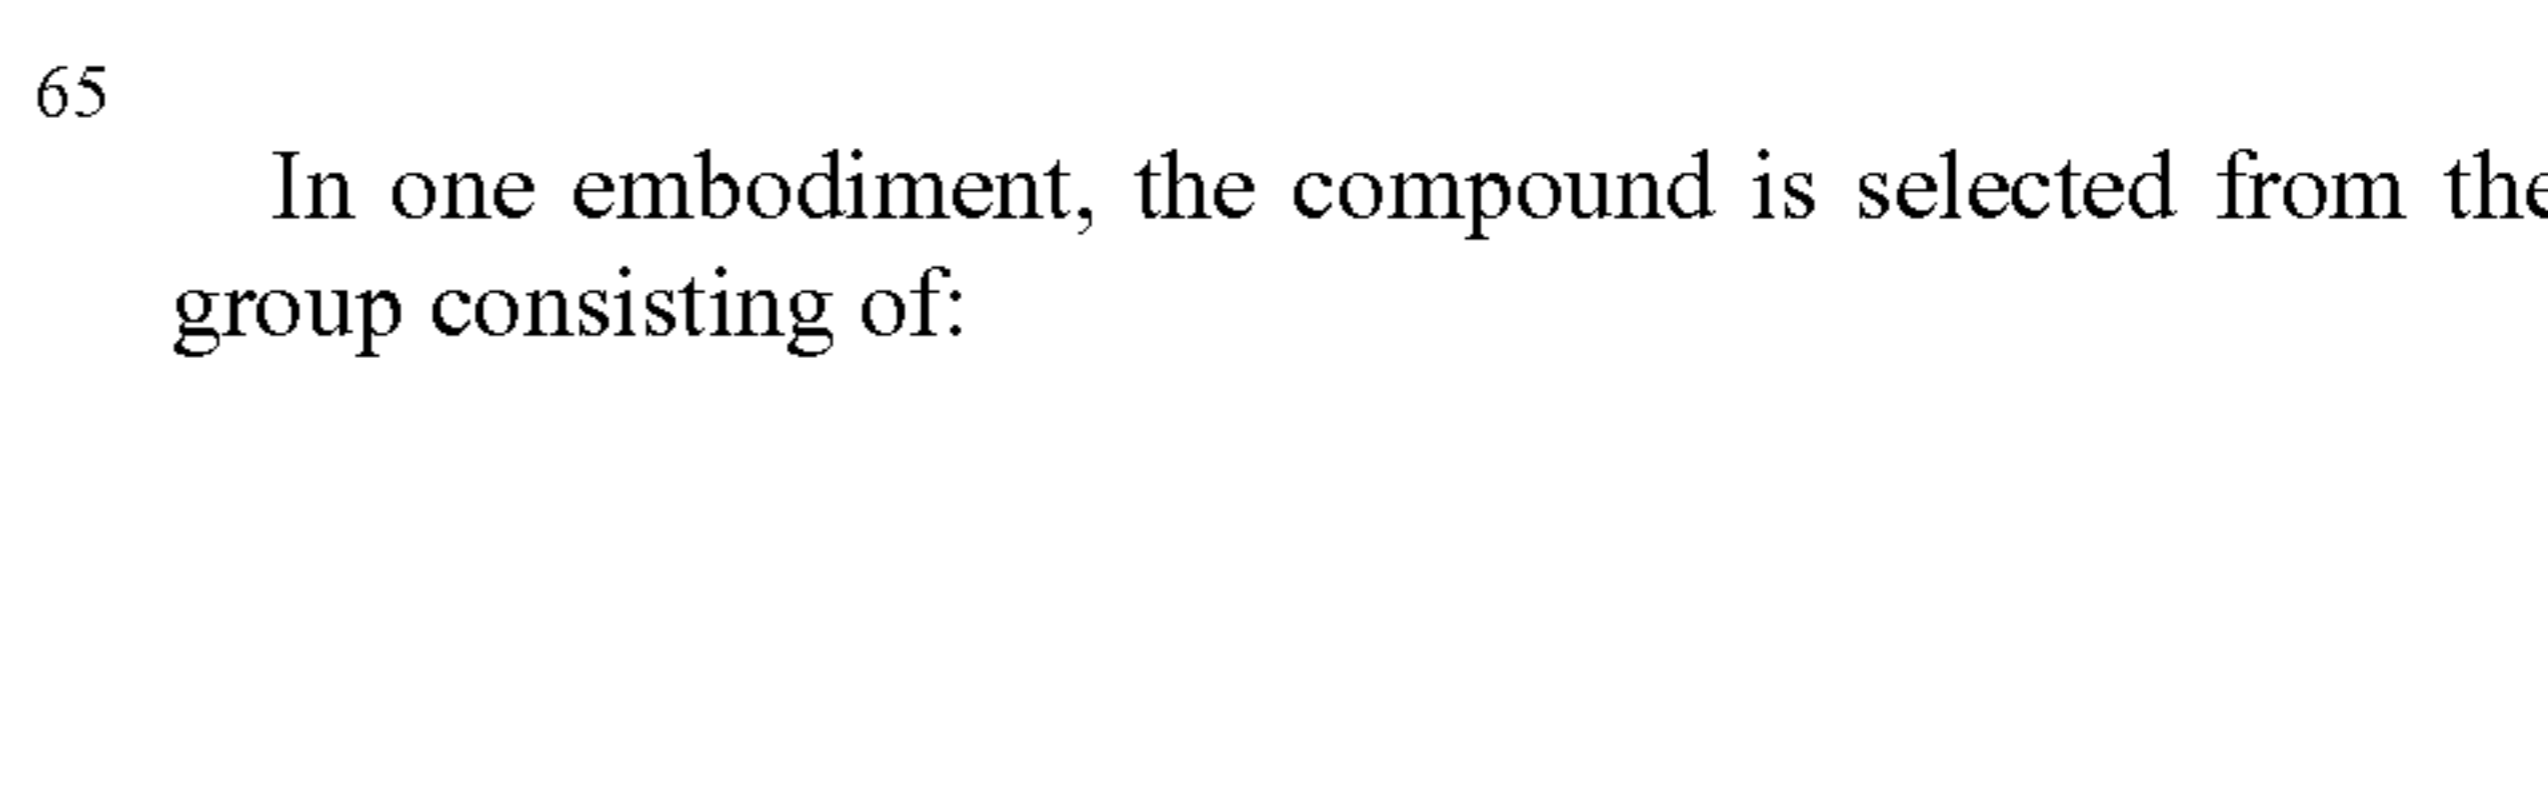 65
In one embodiment, the compound is selected from the
group consisting of: